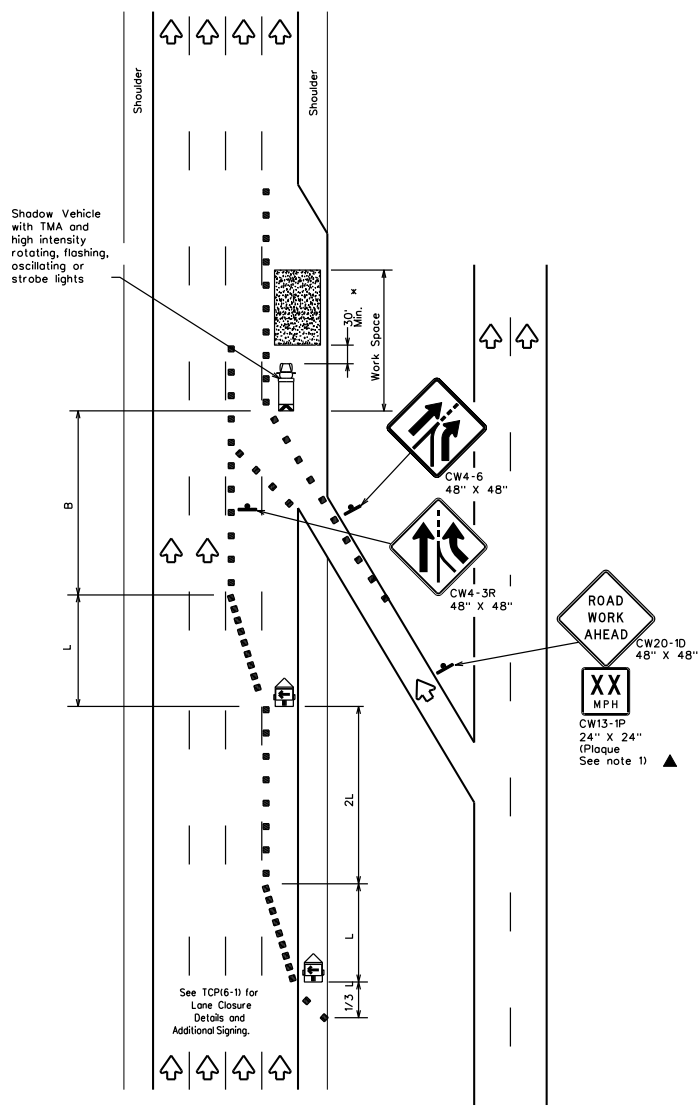 Shoulder
Shoulder
Shadow Vehicle
with TMA and
high intensity
rotating, flashing,
oscillating or
strobe lights
x
30'
Min.
Work Space
CW4-6
48" X 48"
B
CW4-3R
48" X 48"
ROAD
WORK
AHEAD
CW20-1D
48" X 48"
XX
MPH
CW13-1P
24" X 24"
(Plaque
See note 1)
L
2L
L
1/3 L
See TCP(6-1) for
Lane Closure
Details and
Additional Signing.